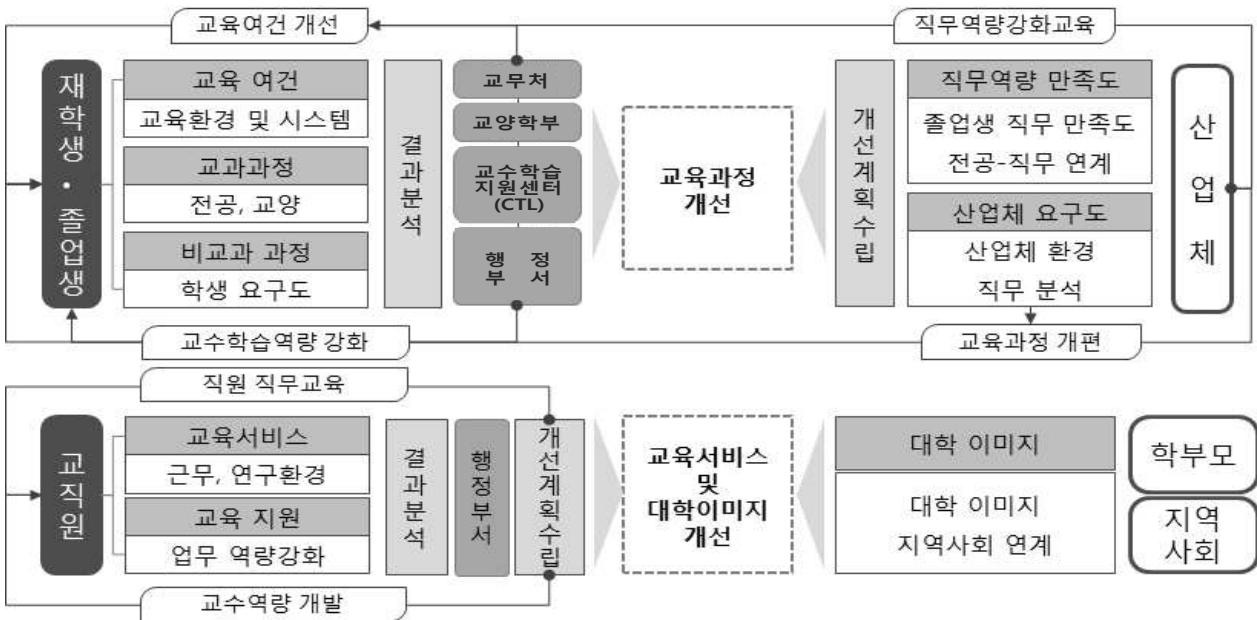 교육여건 개선
직무역량강화교육
재학생·졸업생
교육 여건
교육환경 및 시스템
교과과정
전공, 교양
비교과 과정
학생 요구도
결과분석
교무처
교양학부
교수학습
지원센터
(CTL)
행 정
부 서
교육과정
개선
개선계획수립
직무역량 만족도
졸업생 직무 만족도
전공-직무 연계
산업체 요구도
산업체 환경
직무 분석
산업체
교수학습역량 강화
교육과정 개편
직원 직무교육
교직원
교육서비스
근무, 연구환경
교육 지원
업무 역량강화
결과분석
행정부서
개선계획수립
교육서비스
및
대학이미지
개선
대학 이미지
대학 이미지
지역사회 연계
학부모
지역
사회
교수역량 개발